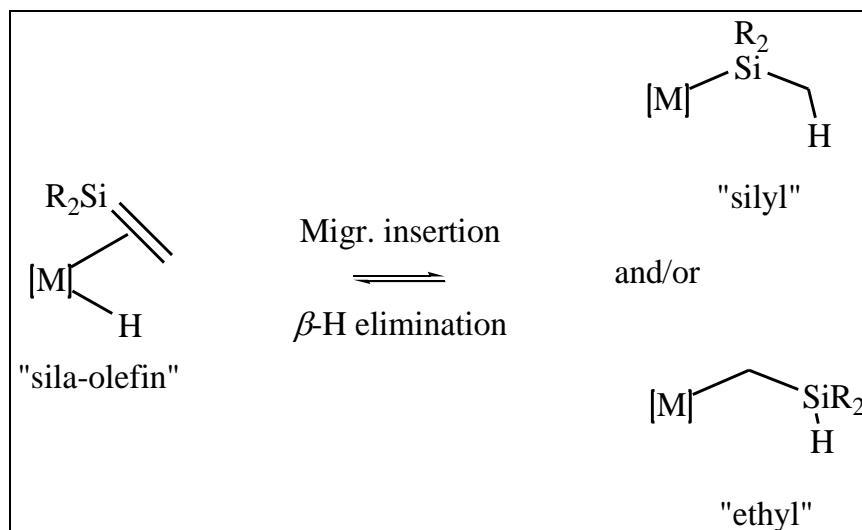 R₂Si
[M]
H
"sila-olefin"
Migr. insertion
β-H elimination
R₂
Si
[M]
H
"silyl"
and/or
[M]
SiR₂
H
"ethyl"